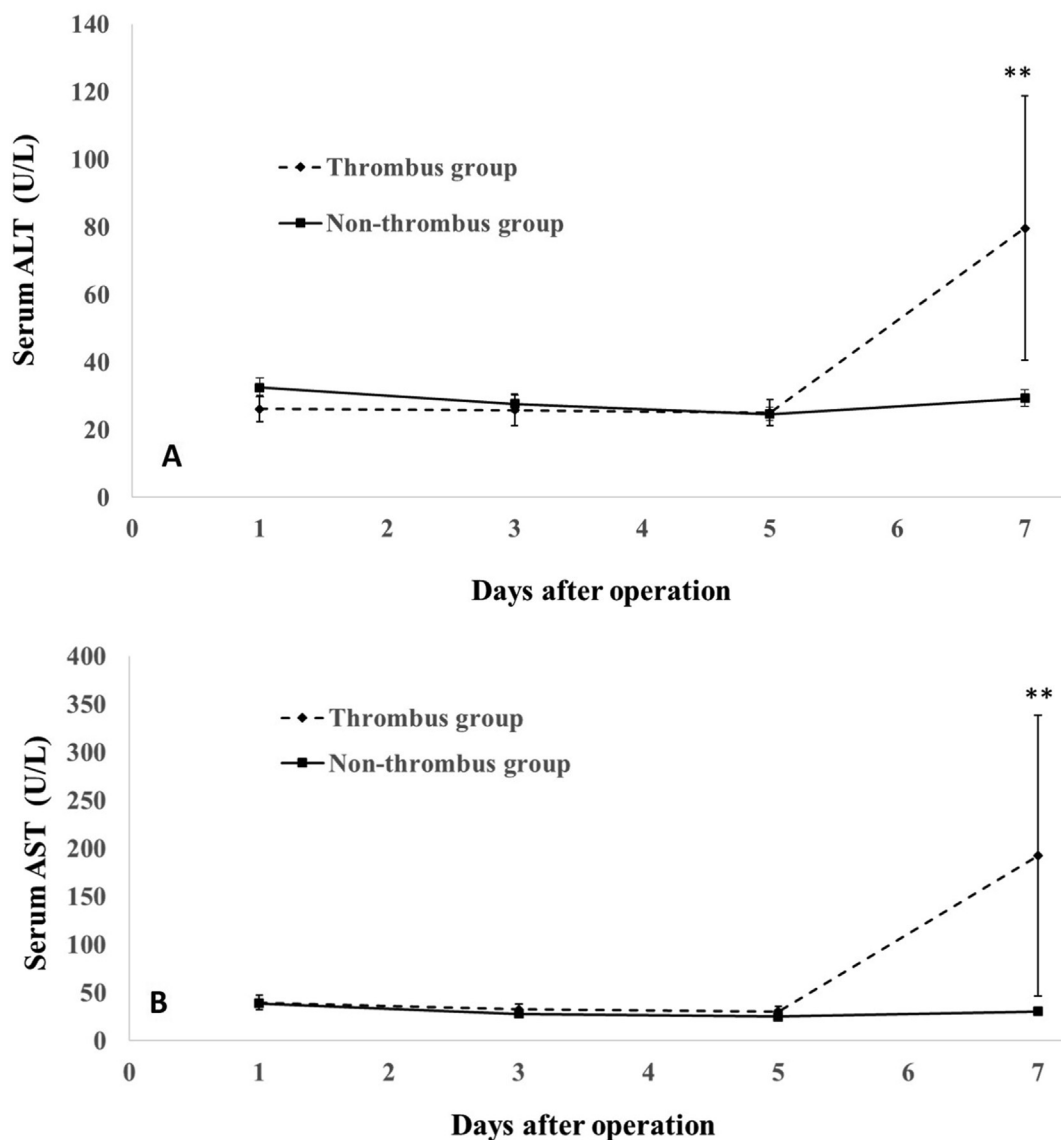 140
120
100
80
60
40
20
0
Serum ALT (U/L)
**
Thrombus group
Non-thrombus group
A
0 1 2 3 4 5 6 7
Days after operation
400
350
300
250
200
150
100
50
0
Serum AST (U/L)
**
Thrombus group
Non-thrombus group
B
0 1 2 3 4 5 6 7
Days after operation